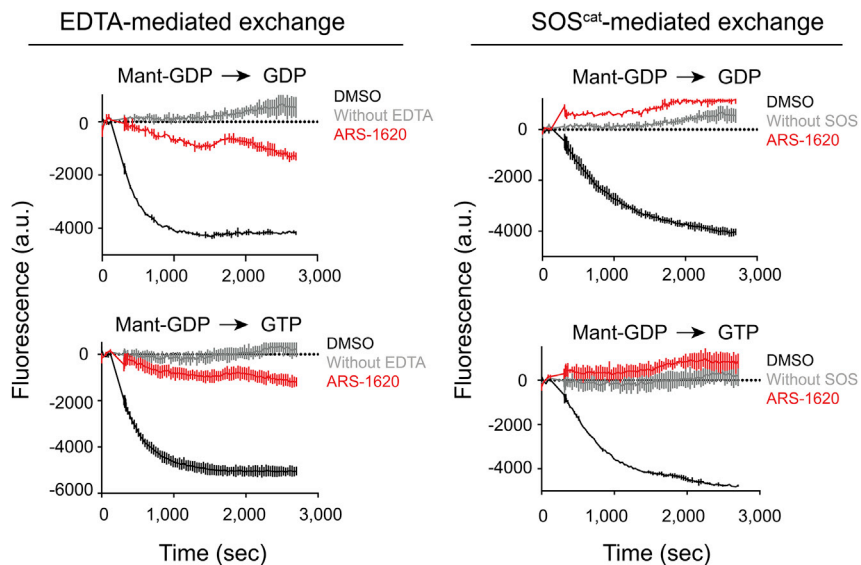 EDTA-mediated exchange
Mant-GDP → GDP
DMSO
Without EDTA
ARS-1620
0
-2000
-4000
0 1,000 2,000 3,000
Mant-GDP → GTP
DMSO
Without EDTA
ARS-1620
0
-2000
-4000
-6000
0 1,000 2,000 3,000
Fluorescence (a.u.)
Time (sec)
SOScat-mediated exchange
Mant-GDP → GDP
DMSO
Without SOS
ARS-1620
0
-2000
-4000
0 1,000 2,000 3,000
Mant-GDP → GTP
DMSO
Without SOS
ARS-1620
0
-2000
-4000
0 1,000 2,000 3,000
Fluorescence (a.u.)
Time (sec)